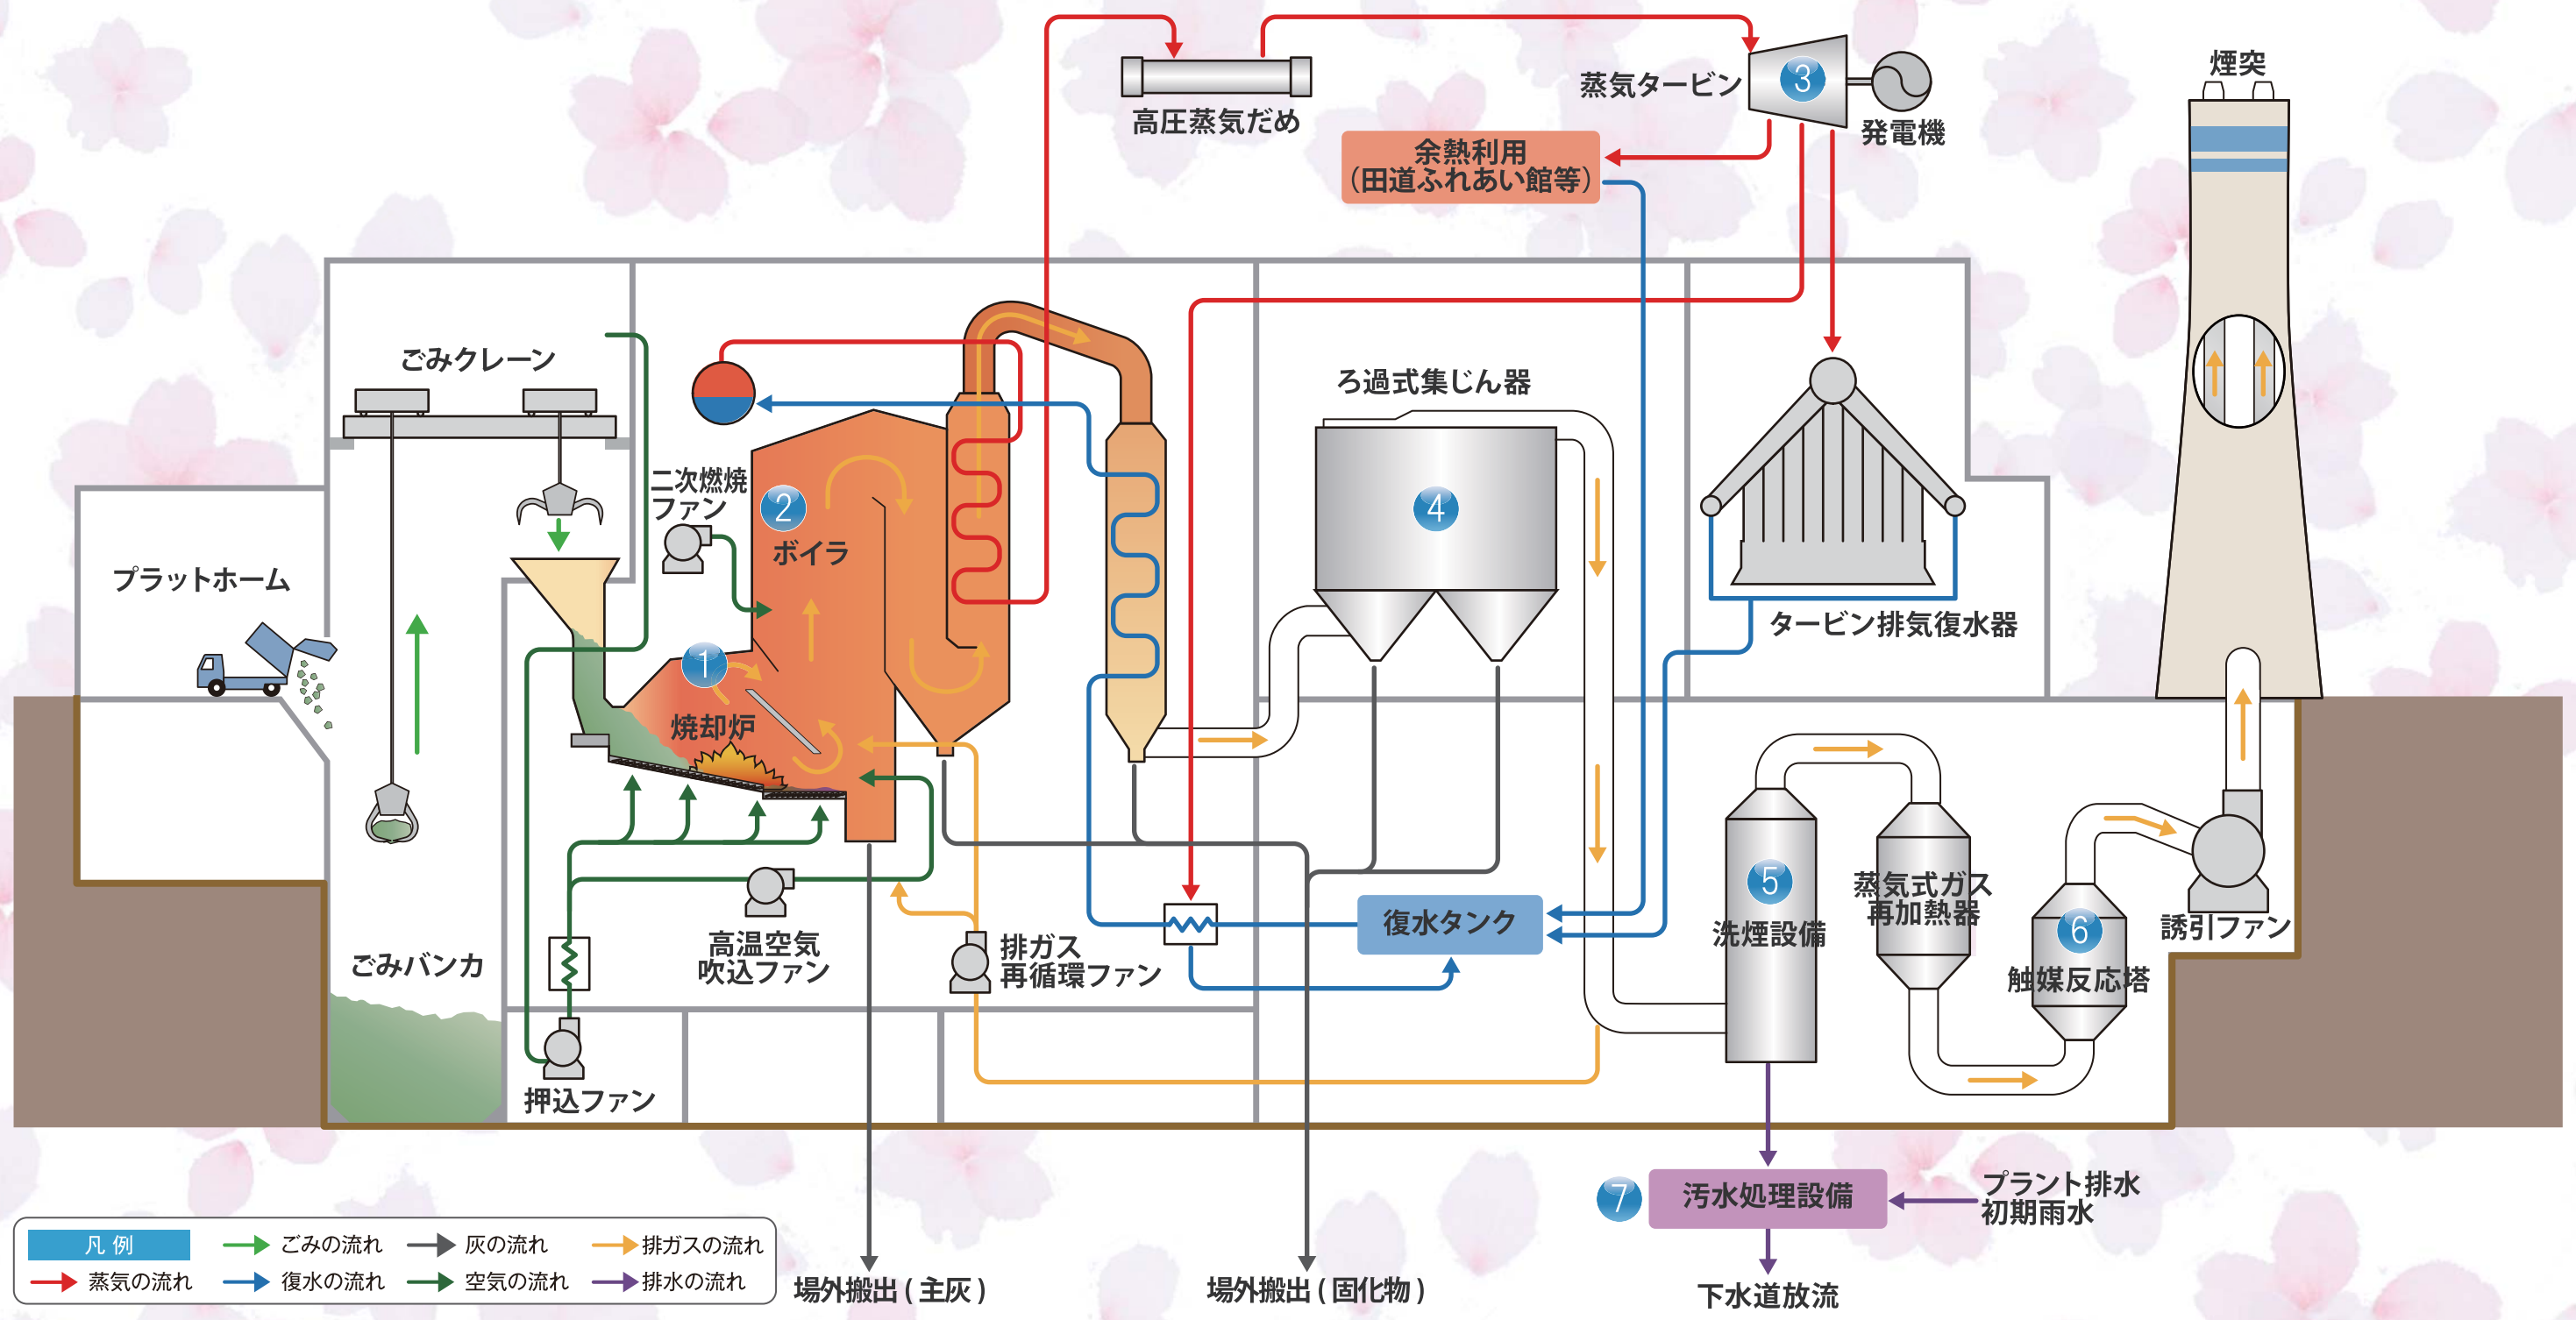 煙突
蒸気タービン
3
発電機
高圧蒸気だめ
余熱利用
（田道ふれあい館等）
ごみクレーン
ろ過式集じん器
二次燃焼
ファン
2
ボイラ
4
プラットホーム
タービン排気復水器
1
焼却炉
5
洗煙設備
蒸気式ガス
再加熱器
6
触媒反応塔
誘引ファン
復水タンク
高温空気
吹込ファン
排ガス
再循環ファン
ごみバンカ
押込ファン
7
汚水処理設備
プラント排水
初期雨水
下水道放流
場外搬出(主灰)
場外搬出(固化物)
凡例
ごみの流れ
灰の流れ
排ガスの流れ
蒸気の流れ
復水の流れ
空気の流れ
排水の流れ